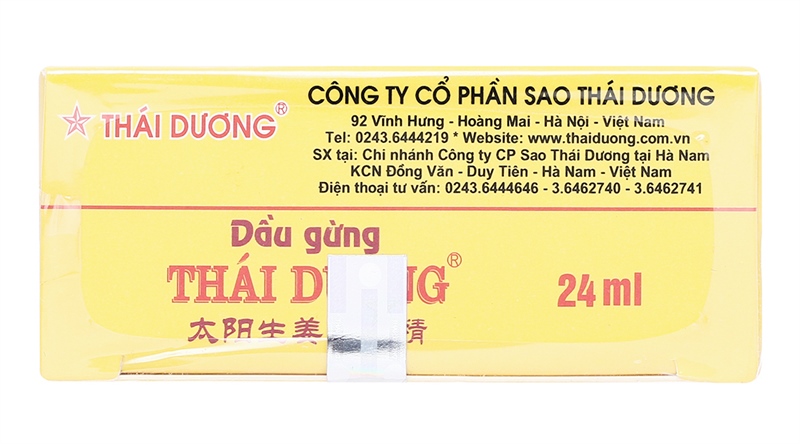 THÁI DƯƠNG®
CÔNG TY CỔ PHẦN SAO THÁI DƯƠNG
92 Vĩnh Hưng - Hoàng Mai - Hà Nội - Việt Nam
Tel: 0243.6444219 * Website: www.thaiduong.com.vn
SX tại: Chi nhánh Công ty CP Sao Thái Dương tại Hà Nam
KCN Đồng Văn - Duy Tiên - Hà Nam - Việt Nam
Điện thoại tư vấn: 0243.6444646 - 3.6462740 - 3.6462741
Dầu gừng
THÁI D NG®
24 ml
太阳生姜 精